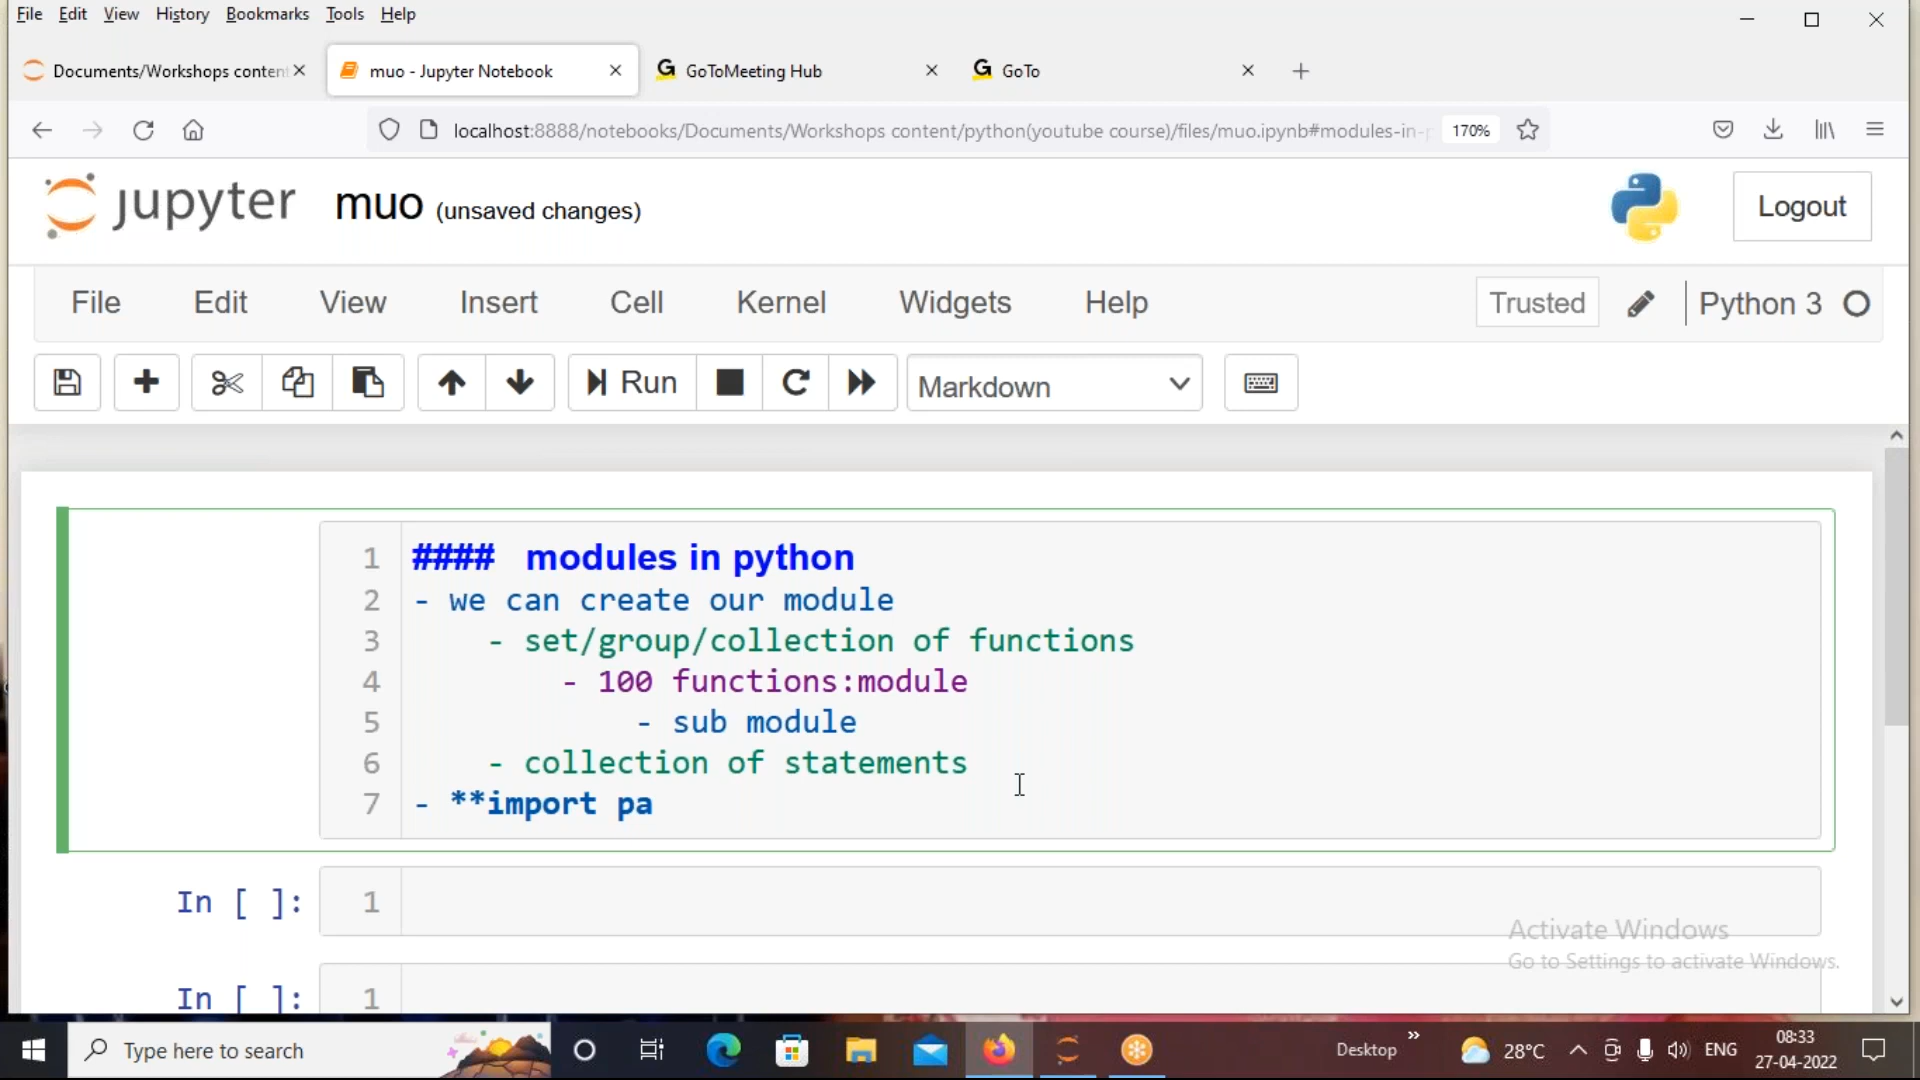 File Edit View History Bookmarks Tools Help
Documents/Workshops conten
muo - Jupyter Notebook
GoToMeeting Hub
GoTo
localhost:8888/notebooks/Documents/Workshops content/python(youtube course)/files/muo.ipynb#modules-in-
170%
jupyter muo (unsaved changes)
Logout
File Edit View Insert Cell Kernel Widgets Help
Trusted
Python 3
Run
Markdown
1 #### modules in python
2 - we can create our module
3 - set/group/collection of functions
4 - 100 functions:module
5 - sub module
6 - collection of statements
7 - **import pa
In [ ]: 1
Activate Windows
Go to Settings to activate Windows.
In [ ]: 1
Type here to search
Desktop
28°C
ENG
08:33
27-04-2022